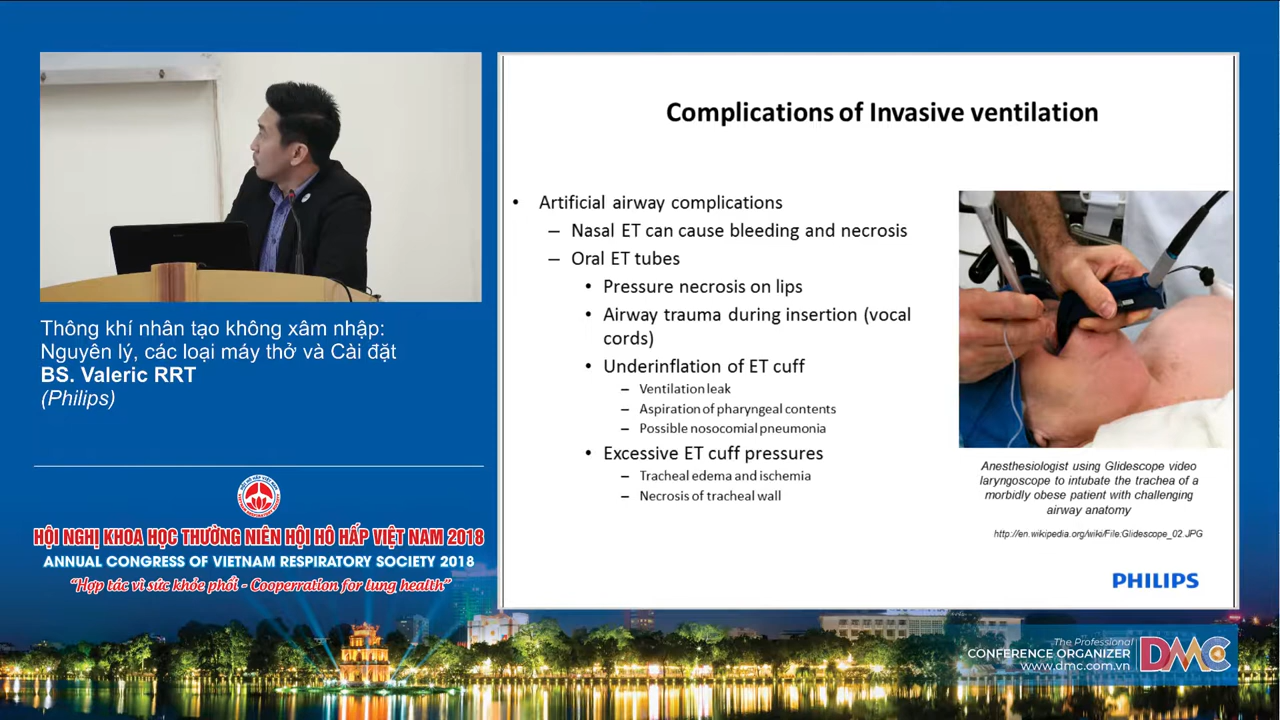 Thông khí nhân tạo không xâm nhập:
Nguyên lý, các loại máy thở và Cài đặt
BS. Valeric RRT
(Philips)
HỘI NGHỊ KHOA HỌC THƯỜNG NIÊN HỘI HÔ HẤP VIỆT NAM 2018
ANNUAL CONGRESS OF VIETNAM RESPIRATORY SOCIETY 2018
“Hợp tác vì sức khỏe phổi - Cooperration for lung health”
Complications of Invasive ventilation
• Artificial airway complications
– Nasal ET can cause bleeding and necrosis
– Oral ET tubes
• Pressure necrosis on lips
• Airway trauma during insertion (vocal
cords)
• Underinflation of ET cuff
– Ventilation leak
– Aspiration of pharyngeal contents
– Possible nosocomial pneumonia
• Excessive ET cuff pressures
– Tracheal edema and ischemia
– Necrosis of tracheal wall
Anesthesiologist using Glidescope video
laryngoscope to intubate the trachea of a
morbidly obese patient with challenging
airway anatomy
http://en.wikipedia.org/wiki/File:Glidescope_02.JPG
PHILIPS
The Professional
CONFERENCE ORGANIZER
www.dmc.com.vn
DMC